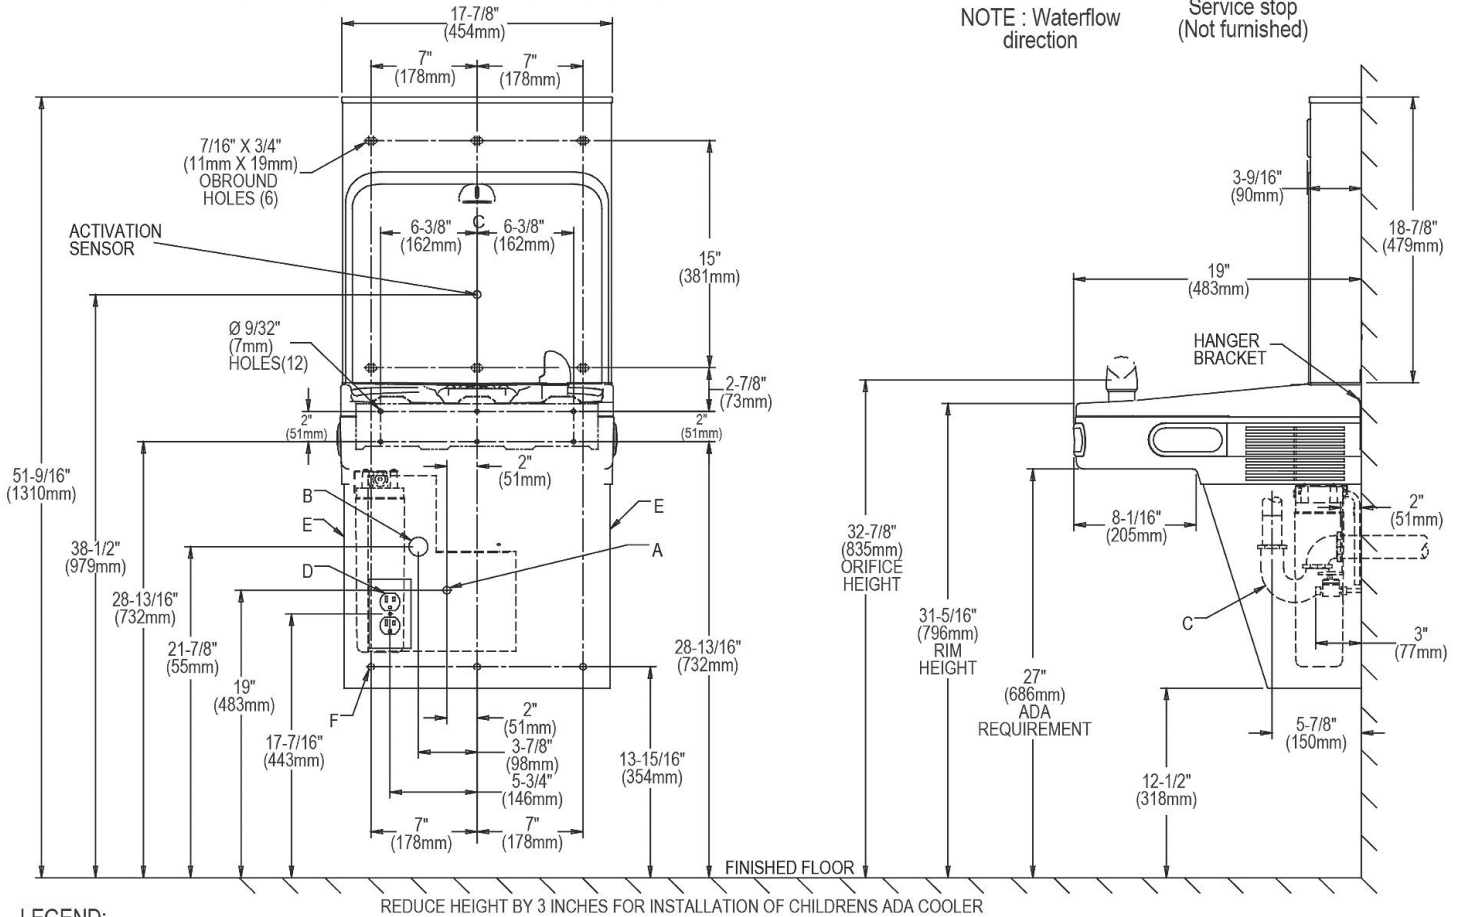 17-7/8"
(454mm)
7"
(178mm)
7"
(178mm)
NOTE : Waterflow
direction
Service stop
(Not furnished)
7/16" X 3/4"
(11mm X 19mm)
OBROUND
HOLES (6)
ACTIVATION
SENSOR
C
6-3/8"
(162mm)
6-3/8"
(162mm)
15"
(381mm)
Ø 9/32"
(7mm)
HOLES(12)
2-7/8"
(73mm)
2"
(51mm)
2"
(51mm)
51-9/16"
(1310mm)
2"
(51mm)
B
E
E
A
D
38-1/2"
(979mm)
28-13/16"
(732mm)
21-7/8"
(55mm)
19"
(483mm)
17-7/16"
(443mm)
F
28-13/16"
(732mm)
2"
(51mm)
3-7/8"
(98mm)
5-3/4"
(146mm)
13-15/16"
(354mm)
7"
(178mm)
7"
(178mm)
3-9/16"
(90mm)
18-7/8"
(479mm)
19"
(483mm)
HANGER
BRACKET
32-7/8"
(835mm)
ORIFICE
HEIGHT
8-1/16"
(205mm)
2"
(51mm)
31-5/16"
(796mm)
RIM
HEIGHT
C
3"
(77mm)
27"
(686mm)
ADA
REQUIREMENT
5-7/8"
(150mm)
12-1/2"
(318mm)
FINISHED FLOOR
REDUCE HEIGHT BY 3 INCHES FOR INSTALLATION OF CHILDRENS ADA COOLER
LEGEND: